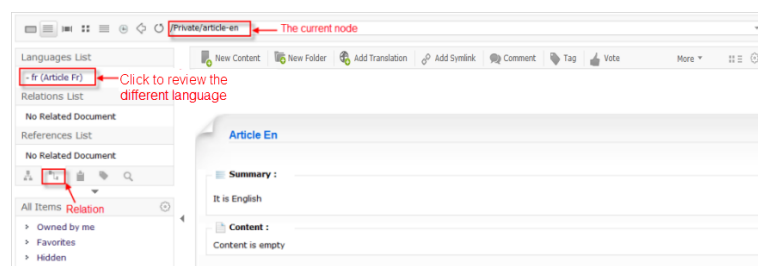 /Private/article-en
The current node
Languages List
New Content New Folder Add Translation Add Symlink Comment Tag Vote More
- fr (Article Fr)
Click to review the
different language
Relations List
No Related Document
References List
Article En
No Related Document
Summary :
It is English
All Items
Relation
Owned by me
Content :
Favorites
Content is empty
Hidden